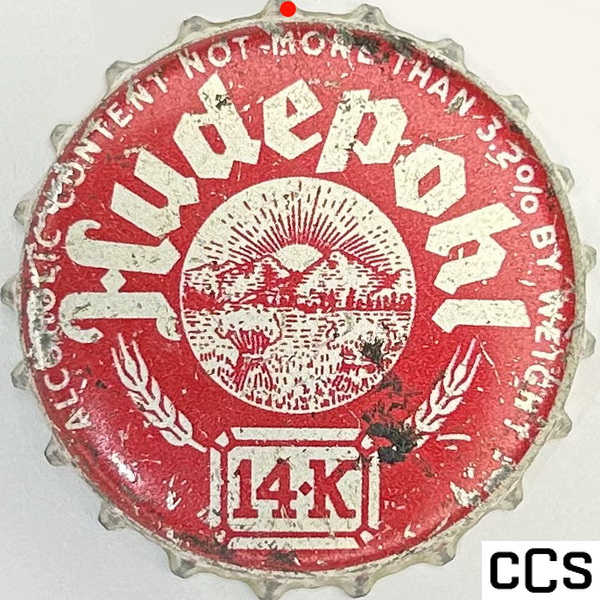 ALCOHOLIC CONTENT NOT MORE THAN 3.2% BY WEIGHT
Hudepohl
14·K
CCS